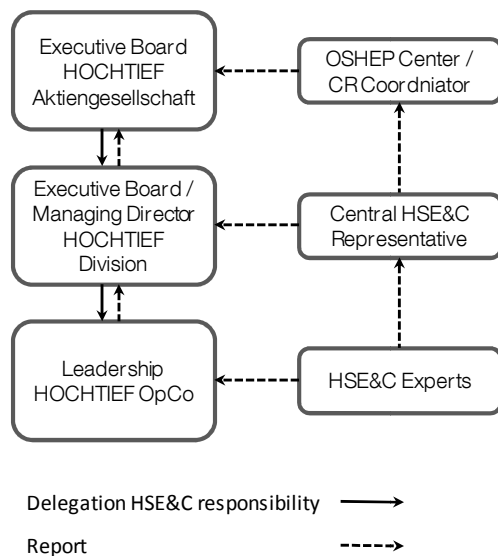 Executive Board
HOCHTIEF
Aktiengesellschaft
OSHEP Center /
CR Coordniator
Executive Board /
Managing Director
HOCHTIEF
Division
Central HSE&C
Representative
Leadership
HOCHTIEF OpCo
HSE&C Experts
Delegation HSE&C responsibility
Report